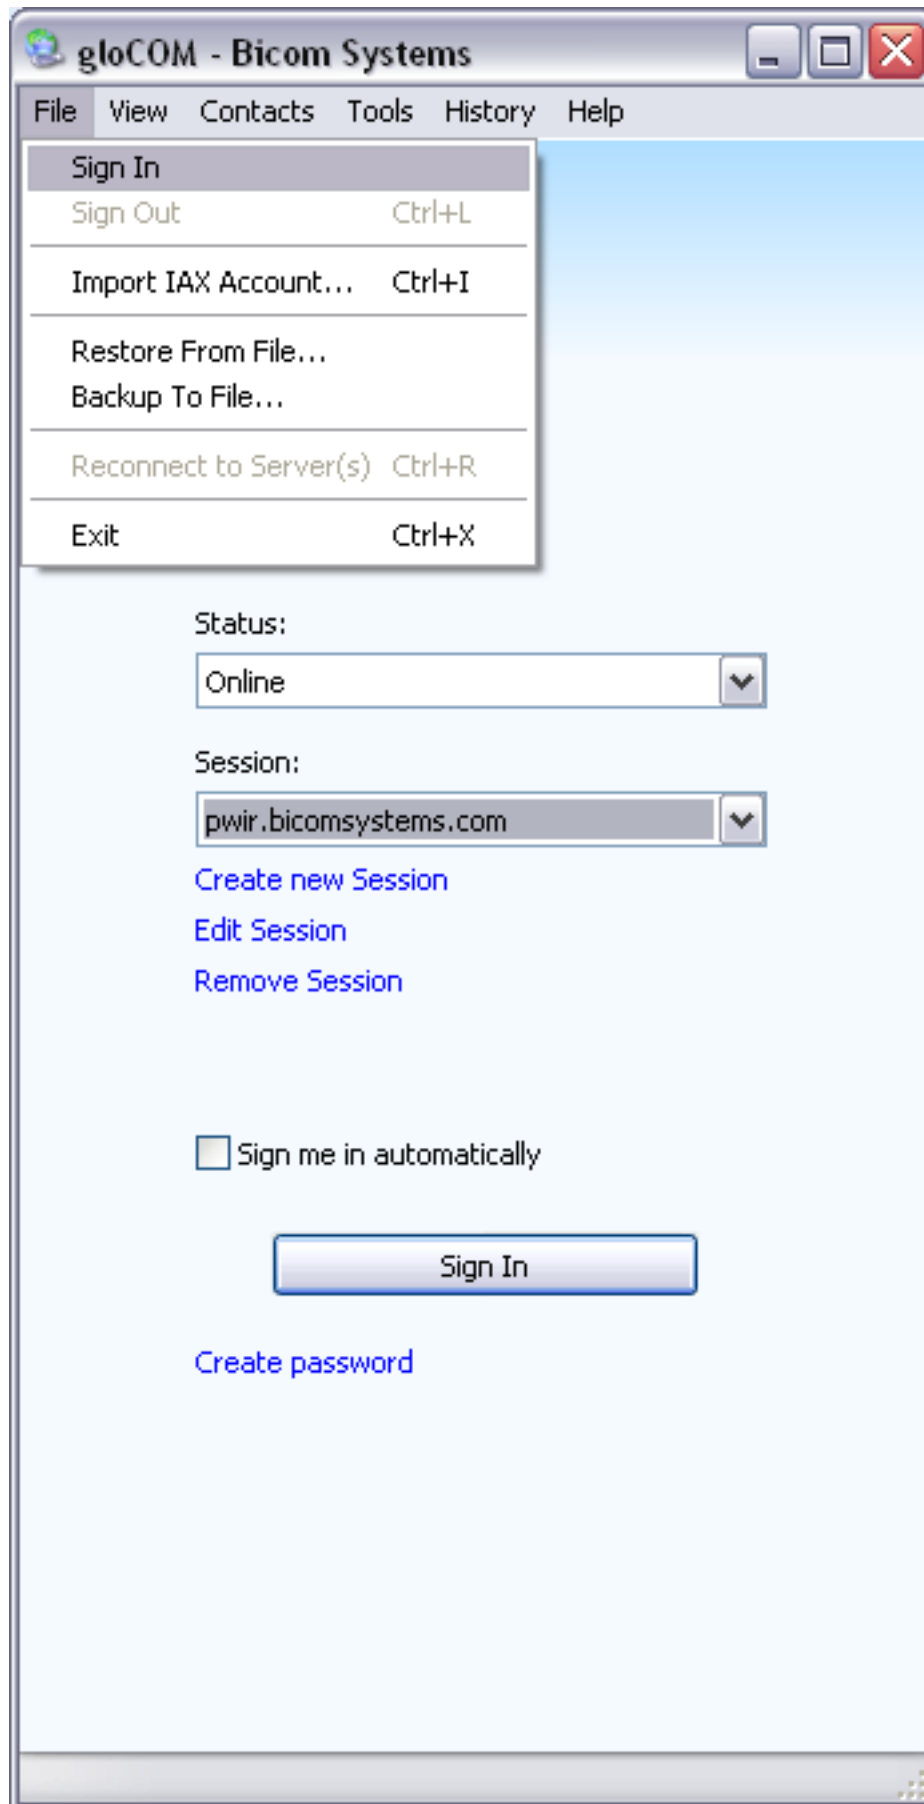 gloCOM - Bicom Systems
File View Contacts Tools History Help
Sign In
Sign Out Ctrl+L
Import IAX Account... Ctrl+I
Restore From File...
Backup To File...
Reconnect to Server(s) Ctrl+R
Exit Ctrl+X
Status:
Online
Session:
pwir.bicomsystems.com
Create new Session
Edit Session
Remove Session
Sign me in automatically
Sign In
Create password